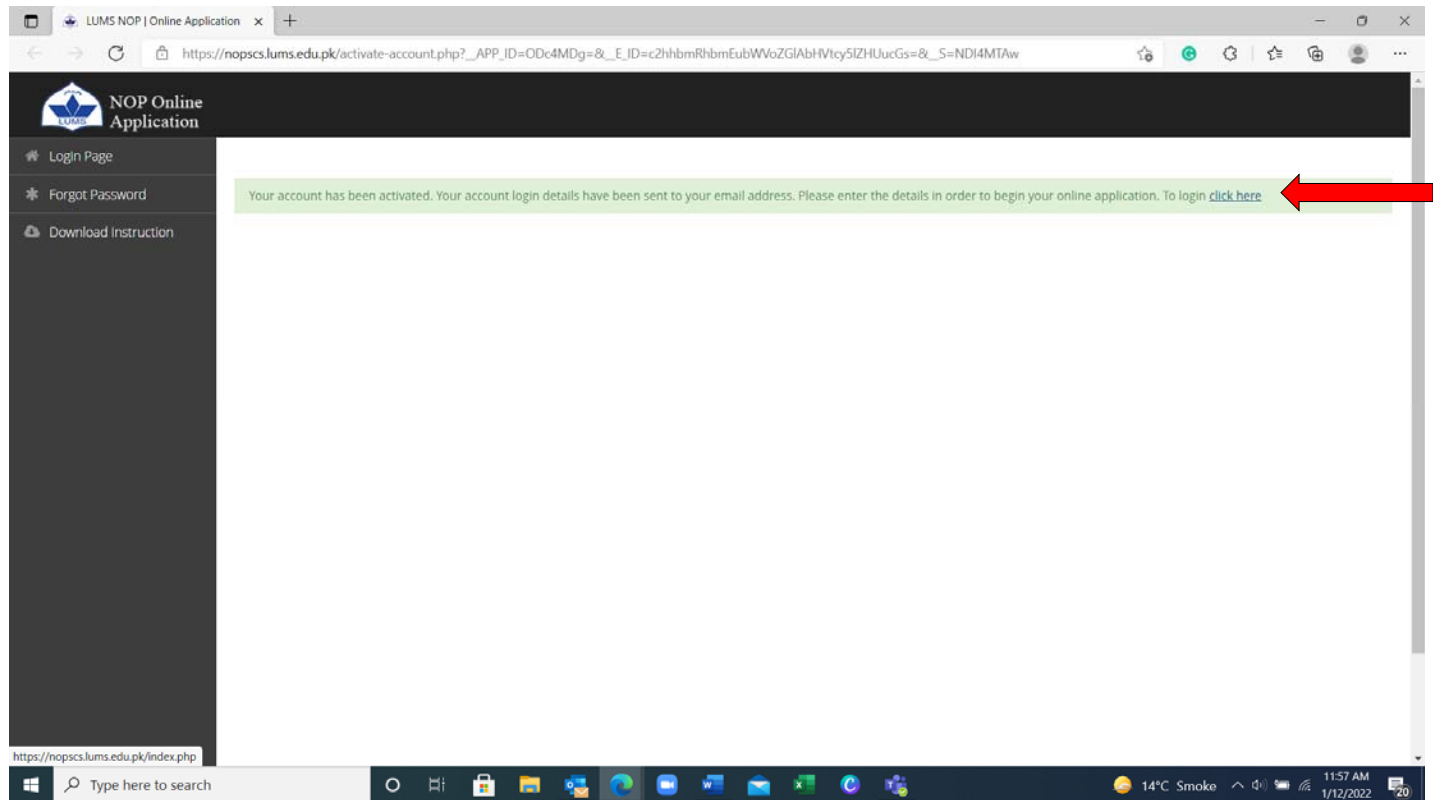 LUMS NOP | Online Application
https://nopscs.lums.edu.pk/activate-account.php?__APP_ID=ODc4MDg=&__E_ID=c2hhbmRhbmEubWVoZGlAbHVtcy5lZHUucGs=&__S=NDI4MTAw
LUMS
NOP Online
Application
Login Page
Forgot Password
Download Instruction
Your account has been activated. Your account login details have been sent to your email address. Please enter the details in order to begin your online application. To login click here
https://nopscs.lums.edu.pk/index.php
Type here to search
14°C Smoke
11:57 AM
1/12/2022
20